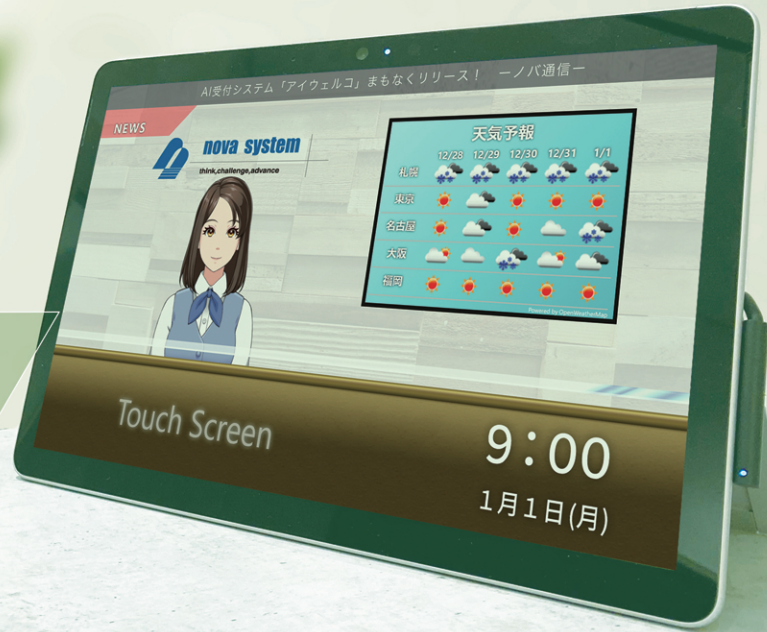 AI受付システム「アイウェルコ」まもなくリリース！ ーノバ通信ー
NEWS
nova system
think,challenge,advance
天気予報
12/28 12/29 12/30 12/31 1/1
札幌
東京
名古屋
大阪
福岡
Powered by OpenWeatherMap
Touch Screen
9：00
1月1日(月)